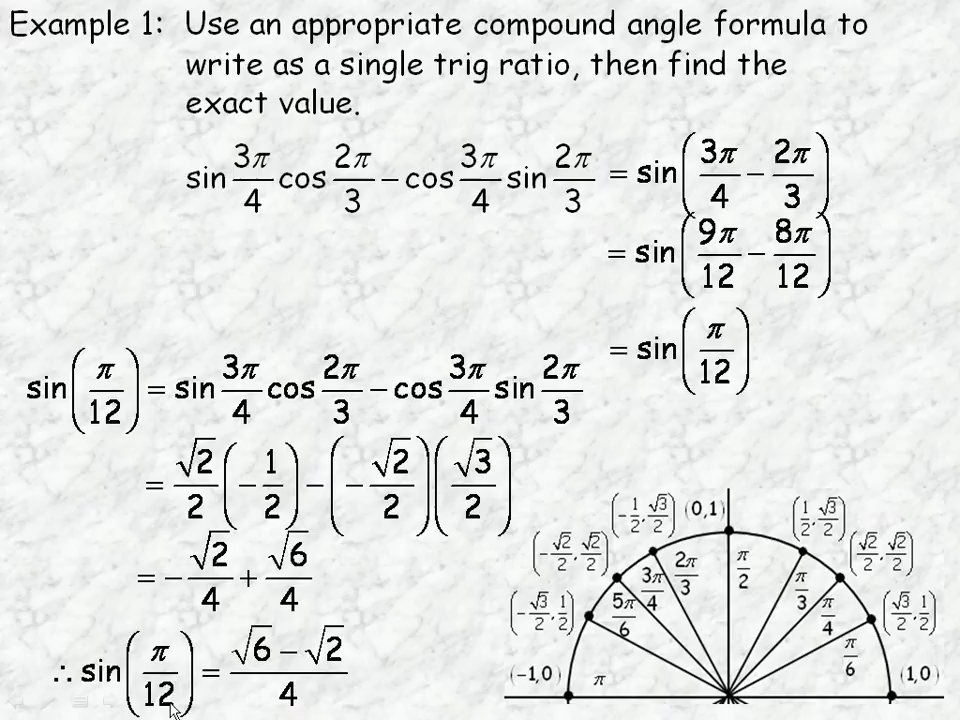 Example 1: Use an appropriate compound angle formula to
write as a single trig ratio, then find the
exact value.
sin 3π/4 cos 2π/3 − cos 3π/4 sin 2π/3 = sin(3π/4 − 2π/3)
= sin(9π/12 − 8π/12)
= sin(π/12)
sin(π/12) = sin 3π/4 cos 2π/3 − cos 3π/4 sin 2π/3
= √2/2 (−1/2) − (−√2/2)(√3/2)
= −√2/4 + √6/4
∴ sin(π/12) = (√6 − √2)/4
(−1/2, √3/2) (0,1) (1/2, √3/2)
(−√2/2, √2/2) (√2/2, √2/2)
2π/3 π/2 π/3
3π/4 π/4
(−√3/2, 1/2) 5π/6 π/6 (√3/2, 1/2)
(−1,0) π (1,0)